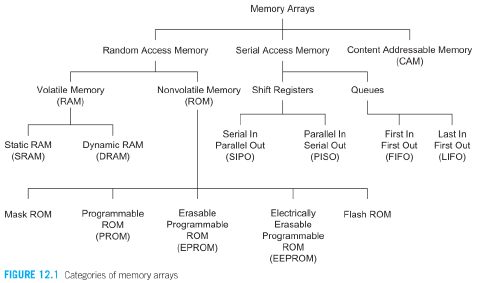 Memory Arrays
Random Access Memory
Serial Access Memory
Content Addressable Memory
(CAM)
Volatile Memory
(RAM)
Nonvolatile Memory
(ROM)
Shift Registers
Queues
Static RAM
(SRAM)
Dynamic RAM
(DRAM)
Serial In
Parallel Out
(SIPO)
Parallel In
Serial Out
(PISO)
First In
First Out
(FIFO)
Last In
First Out
(LIFO)
Mask ROM
Programmable
ROM
(PROM)
Erasable
Programmable
ROM
(EPROM)
Electrically
Erasable
Programmable
ROM
(EEPROM)
Flash ROM
FIGURE 12.1 Categories of memory arrays